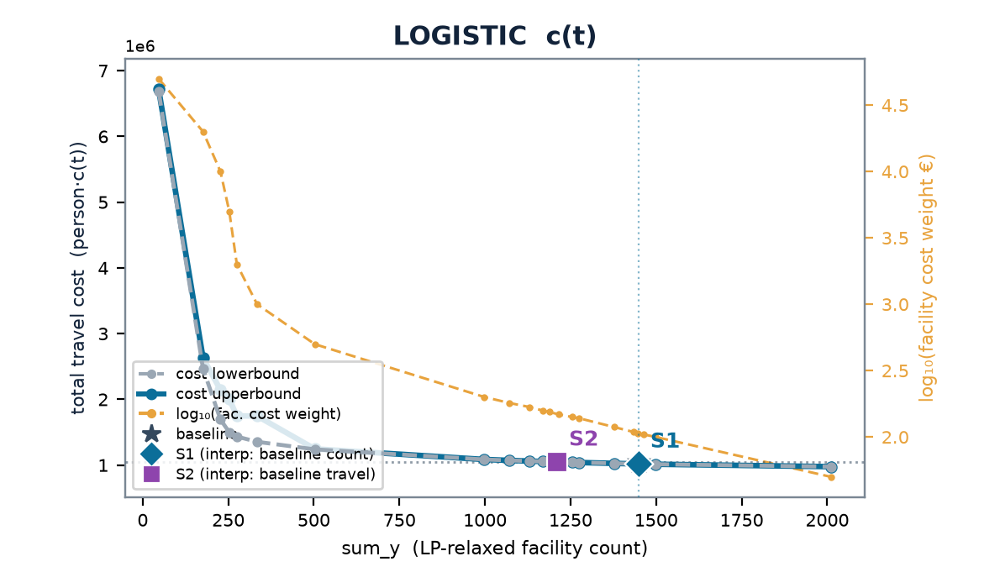 LOGISTIC c(t)
1e6
7
6
5
4
3
2
1
total travel cost (person·c(t))
4.5
4.0
3.5
3.0
2.5
2.0
log₁₀(facility cost weight €)
cost lowerbound
cost upperbound
log₁₀(fac. cost weight)
baseline
S1 (interp: baseline count)
S2 (interp: baseline travel)
S2
S1
0
250
500
750
1000
1250
1500
1750
2000
sum_y (LP-relaxed facility count)